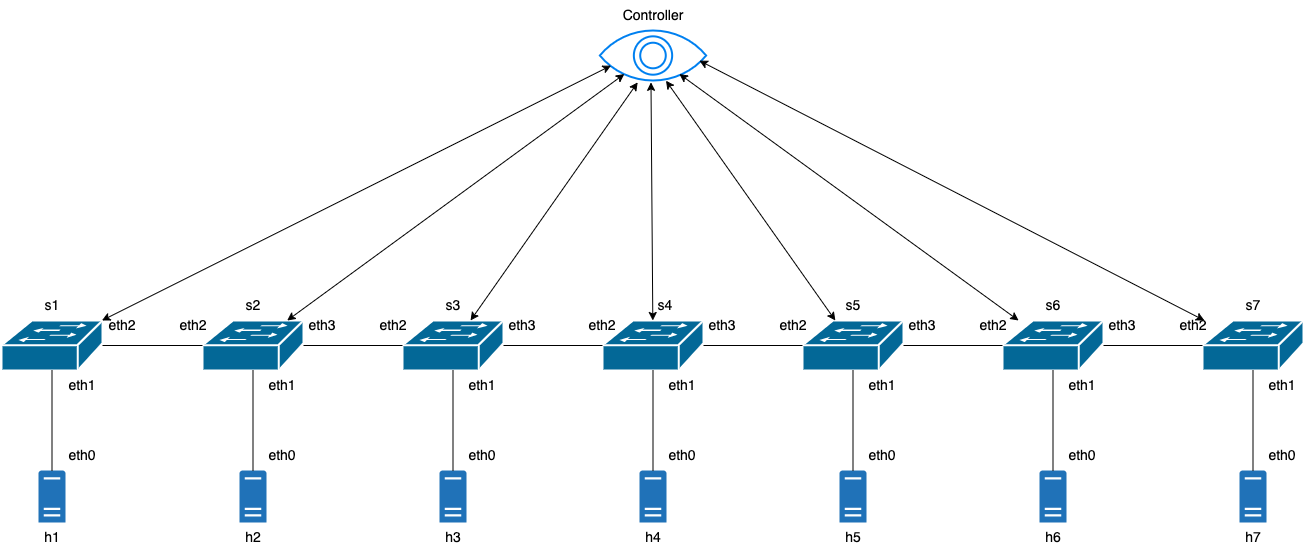 Controller
s1
s2
s3
s4
s5
s6
s7
eth2
eth2
eth3
eth2
eth3
eth2
eth3
eth2
eth3
eth2
eth3
eth2
eth1
eth1
eth1
eth1
eth1
eth1
eth1
eth0
eth0
eth0
eth0
eth0
eth0
eth0
h1
h2
h3
h4
h5
h6
h7